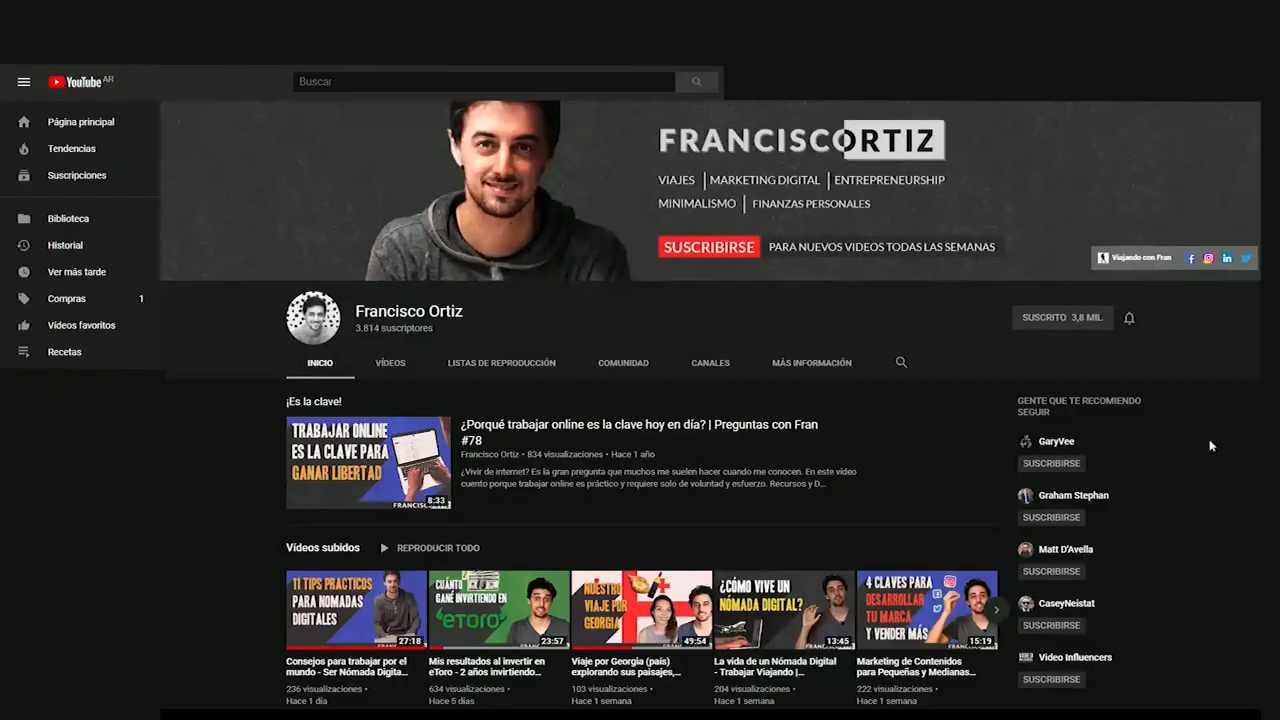 YouTube AR
Buscar
Página principal
Tendencias
Suscripciones
Biblioteca
Historial
Ver más tarde
Compras 1
Vídeos favoritos
Recetas
FRANCISCOORTIZ
VIAJES | MARKETING DIGITAL | ENTREPRENEURSHIP
MINIMALISMO | FINANZAS PERSONALES
SUSCRIBIRSE PARA NUEVOS VIDEOS TODAS LAS SEMANAS
Viajando con Fran
Francisco Ortiz
3.814 suscriptores
SUSCRITO 3,8 MIL
INICIO VÍDEOS LISTAS DE REPRODUCCIÓN COMUNIDAD CANALES MÁS INFORMACIÓN
¡Es la clave!
TRABAJAR ONLINE
ES LA CLAVE PARA
GANAR LIBERTAD
8:33
¿Porqué trabajar online es la clave hoy en día? | Preguntas con Fran
#78
Francisco Ortiz • 834 visualizaciones • Hace 1 año
¿Vivir de internet? Es la gran pregunta que muchos me suelen hacer cuando me conocen. En este vídeo
cuento porque trabajar online es práctico y requiere solo de voluntad y esfuerzo. Recursos y D...
GENTE QUE TE RECOMIENDO
SEGUIR
GaryVee
SUSCRIBIRSE
Graham Stephan
SUSCRIBIRSE
Matt D'Avella
SUSCRIBIRSE
CaseyNeistat
SUSCRIBIRSE
Video Influencers
SUSCRIBIRSE
Vídeos subidos REPRODUCIR TODO
11 TIPS PRACTICOS
PARA NOMADAS
DIGITALES
27:18
Consejos para trabajar por el
mundo - Ser Nómada Digita...
236 visualizaciones •
Hace 1 día
CUÁNTO
GANÉ INVIRTIENDO EN
eToro
23:57
Mis resultados al invertir en
eToro - 2 años invirtiendo...
634 visualizaciones •
Hace 5 días
NUESTRO
VIAJE POR
GEORGIA
49:54
Viaje por Georgia (país)
explorando sus paisajes,...
103 visualizaciones •
Hace 1 semana
¿CÓMO VIVE UN
NÓMADA DIGITAL?
13:45
La vida de un Nómada Digital
- Trabajar Viajando |...
204 visualizaciones •
Hace 1 semana
4 CLAVES PARA
DESARROLLAR
TU MARCA
Y VENDER MÁS
15:19
Marketing de Contenidos
para Pequeñas y Medianas...
222 visualizaciones •
Hace 1 semana